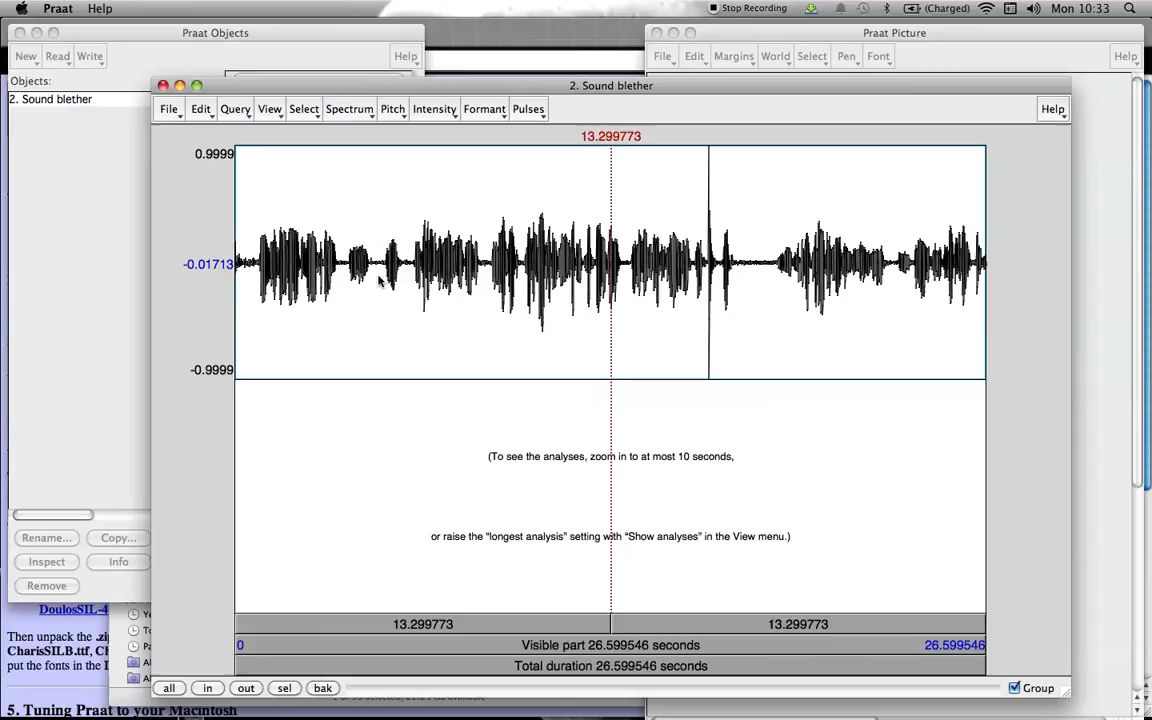 Praat Help Stop Recording (Charged) Mon 10:33
Praat Objects
Praat Picture
New Read Write Help
File Edit Margins World Select Pen Font Help
Objects:
2. Sound blether
2. Sound blether
File Edit Query View Select Spectrum Pitch Intensity Formant Pulses Help
13.299773
0.9999
-0.01713
-0.9999
(To see the analyses, zoom in to at most 10 seconds,
or raise the “longest analysis” setting with “Show analyses” in the View menu.)
Rename... Copy...
Inspect Info
Remove
DoulosSIL-4
Then unpack the .zi
CharisSILB.ttf, Ch
put the fonts in the
13.299773 13.299773
0 Visible part 26.599546 seconds 26.599546
Total duration 26.599546 seconds
all in out sel bak Group
5. Tuning Praat to your Macintosh